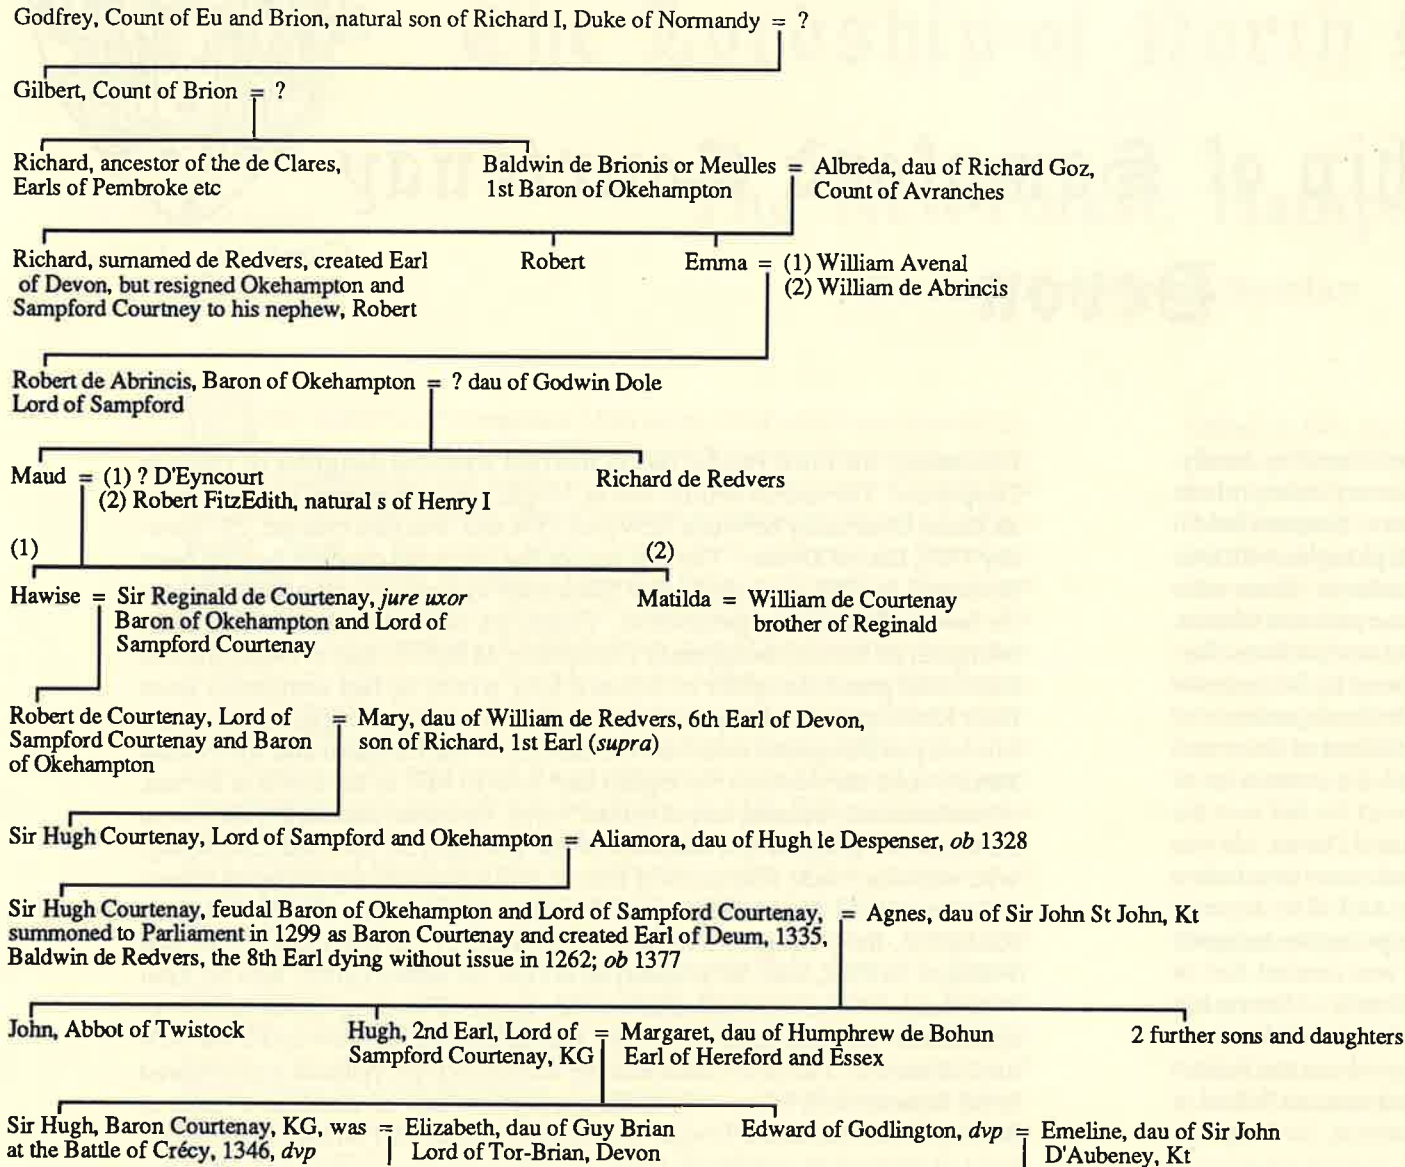 Godfrey, Count of Eu and Brion, natural son of Richard I, Duke of Normandy = ?
Gilbert, Count of Brion = ?
Richard, ancestor of the de Clares,
Earls of Pembroke etc
Baldwin de Brionis or Meulles
1st Baron of Okehampton
= Albreda, dau of Richard Goz,
Count of Avranches
Richard, surnamed de Redvers, created Earl
of Devon, but resigned Okehampton and
Sampford Courtney to his nephew, Robert
Robert
Emma = (1) William Avenal
(2) William de Abrincis
Robert de Abrincis, Baron of Okehampton = ? dau of Godwin Dole
Lord of Sampford
Maud = (1) ? D'Eyncourt
(2) Robert FitzEdith, natural s of Henry I
Richard de Redvers
(1)
(2)
Hawise = Sir Reginald de Courtenay, jure uxor
Baron of Okehampton and Lord of
Sampford Courtenay
Matilda = William de Courtenay
brother of Reginald
Robert de Courtenay, Lord of
Sampford Courtenay and Baron
of Okehampton
= Mary, dau of William de Redvers, 6th Earl of Devon,
son of Richard, 1st Earl (supra)
Sir Hugh Courtenay, Lord of Sampford and Okehampton = Aliamora, dau of Hugh le Despenser, ob 1328
Sir Hugh Courtenay, feudal Baron of Okehampton and Lord of Sampford Courtenay,
summoned to Parliament in 1299 as Baron Courtenay and created Earl of Deum, 1335,
Baldwin de Redvers, the 8th Earl dying without issue in 1262; ob 1377
= Agnes, dau of Sir John St John, Kt
John, Abbot of Twistock
Hugh, 2nd Earl, Lord of
Sampford Courtenay, KG
= Margaret, dau of Humphrew de Bohun
Earl of Hereford and Essex
2 further sons and daughters
Sir Hugh, Baron Courtenay, KG, was
at the Battle of Crécy, 1346, dvp
= Elizabeth, dau of Guy Brian
Lord of Tor-Brian, Devon
Edward of Godlington, dvp = Emeline, dau of Sir John
D'Aubeney, Kt